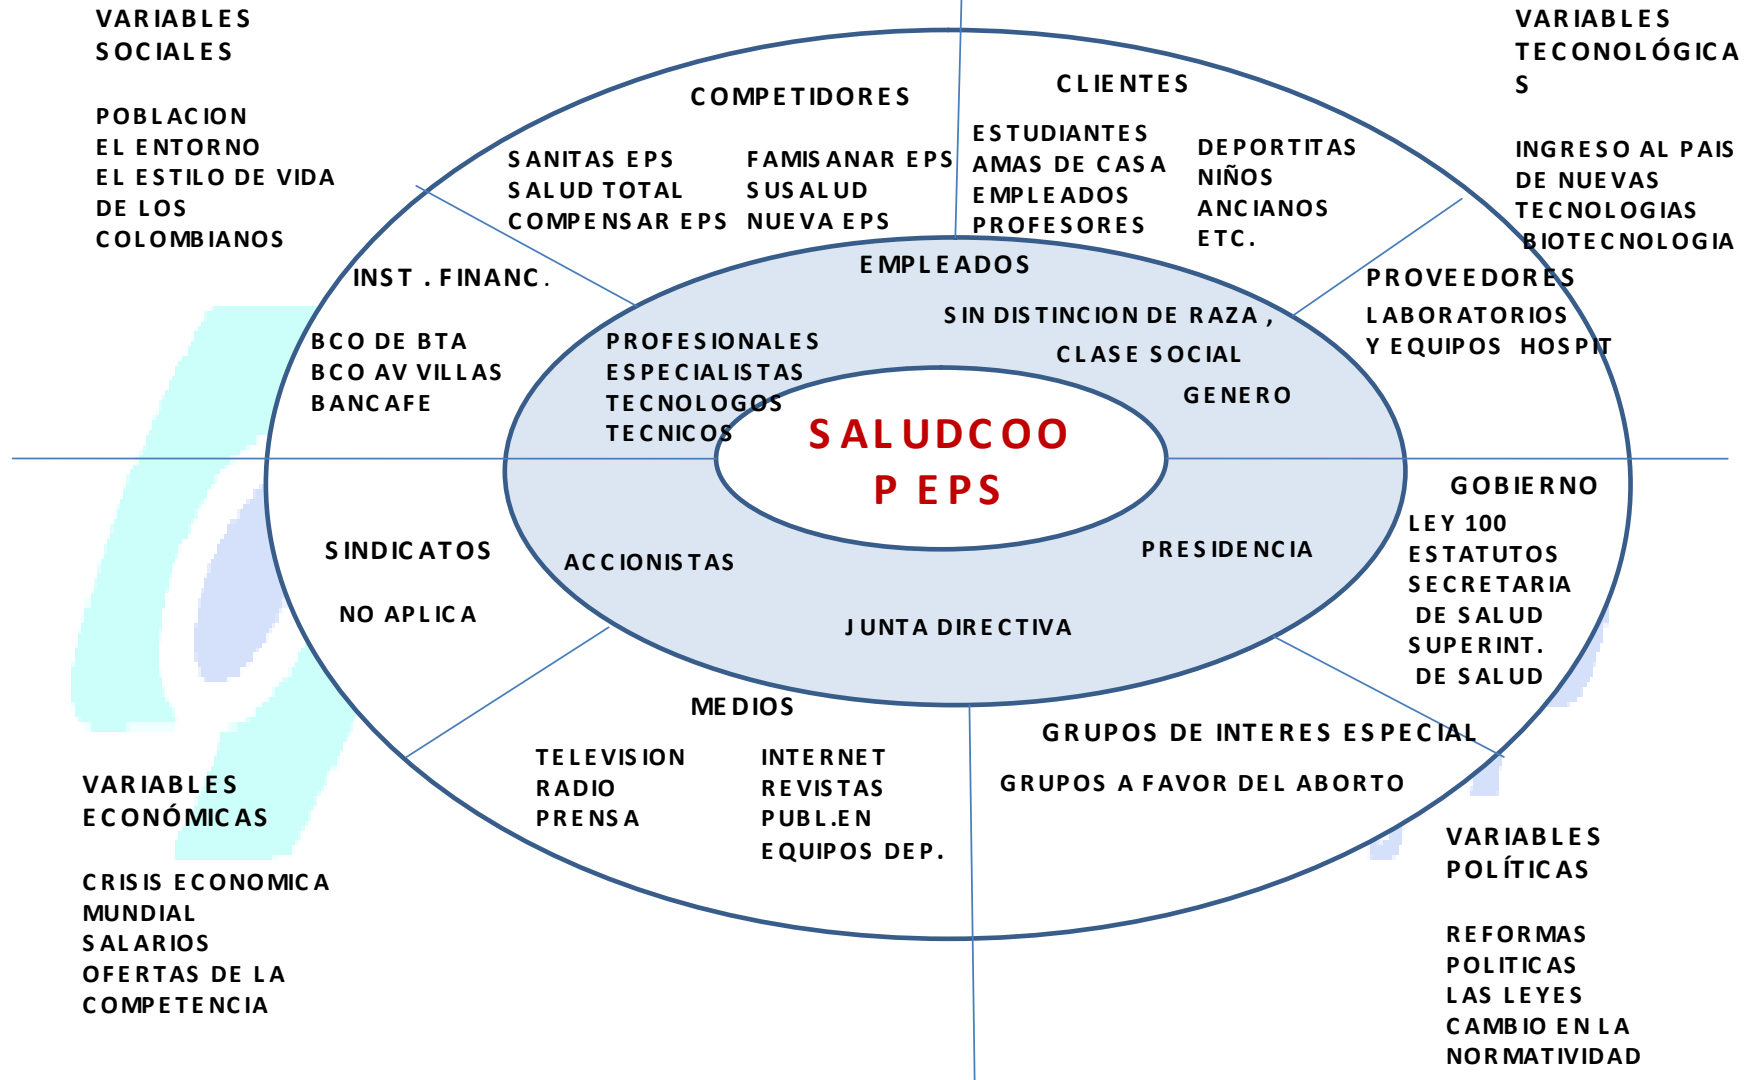 VARIABLES
SOCIALES
POBLACION
EL ENTORNO
EL ESTILO DE VIDA
DE LOS
COLOMBIANOS
VARIABLES
TECONOLÓGICA
S
INGRESO AL PAIS
DE NUEVAS
TECNOLOGIAS
BIOTECNOLOGIA
COMPETIDORES
SANITAS EPS
SALUD TOTAL
COMPENSAR EPS
FAMISANAR EPS
SUSALUD
NUEVA EPS
CLIENTES
ESTUDIANTES
AMAS DE CASA
EMPLEADOS
PROFESORES
DEPORTITAS
NIÑOS
ANCIANOS
ETC.
INST . FINANC.
BCO DE BTA
BCO AV VILLAS
BANCAFE
EMPLEADOS
SIN DISTINCION DE RAZA ,
CLASE SOCIAL
GENERO
PROFESIONALES
ESPECIALISTAS
TECNOLOGOS
TECNICOS
PROVEEDORES
LABORATORIOS
Y EQUIPOS HOSPIT
SALUDCOO
P EPS
SINDICATOS
NO APLICA
ACCIONISTAS
JUNTA DIRECTIVA
PRESIDENCIA
GOBIERNO
LEY 100
ESTATUTOS
SECRETARIA
DE SALUD
SUPERINT.
DE SALUD
MEDIOS
TELEVISION
RADIO
PRENSA
INTERNET
REVISTAS
PUBL.EN
EQUIPOS DEP.
GRUPOS DE INTERES ESPECIAL
GRUPOS A FAVOR DEL ABORTO
VARIABLES
ECONÓMICAS
CRISIS ECONOMICA
MUNDIAL
SALARIOS
OFERTAS DE LA
COMPETENCIA
VARIABLES
POLÍTICAS
REFORMAS
POLITICAS
LAS LEYES
CAMBIO EN LA
NORMATIVIDAD